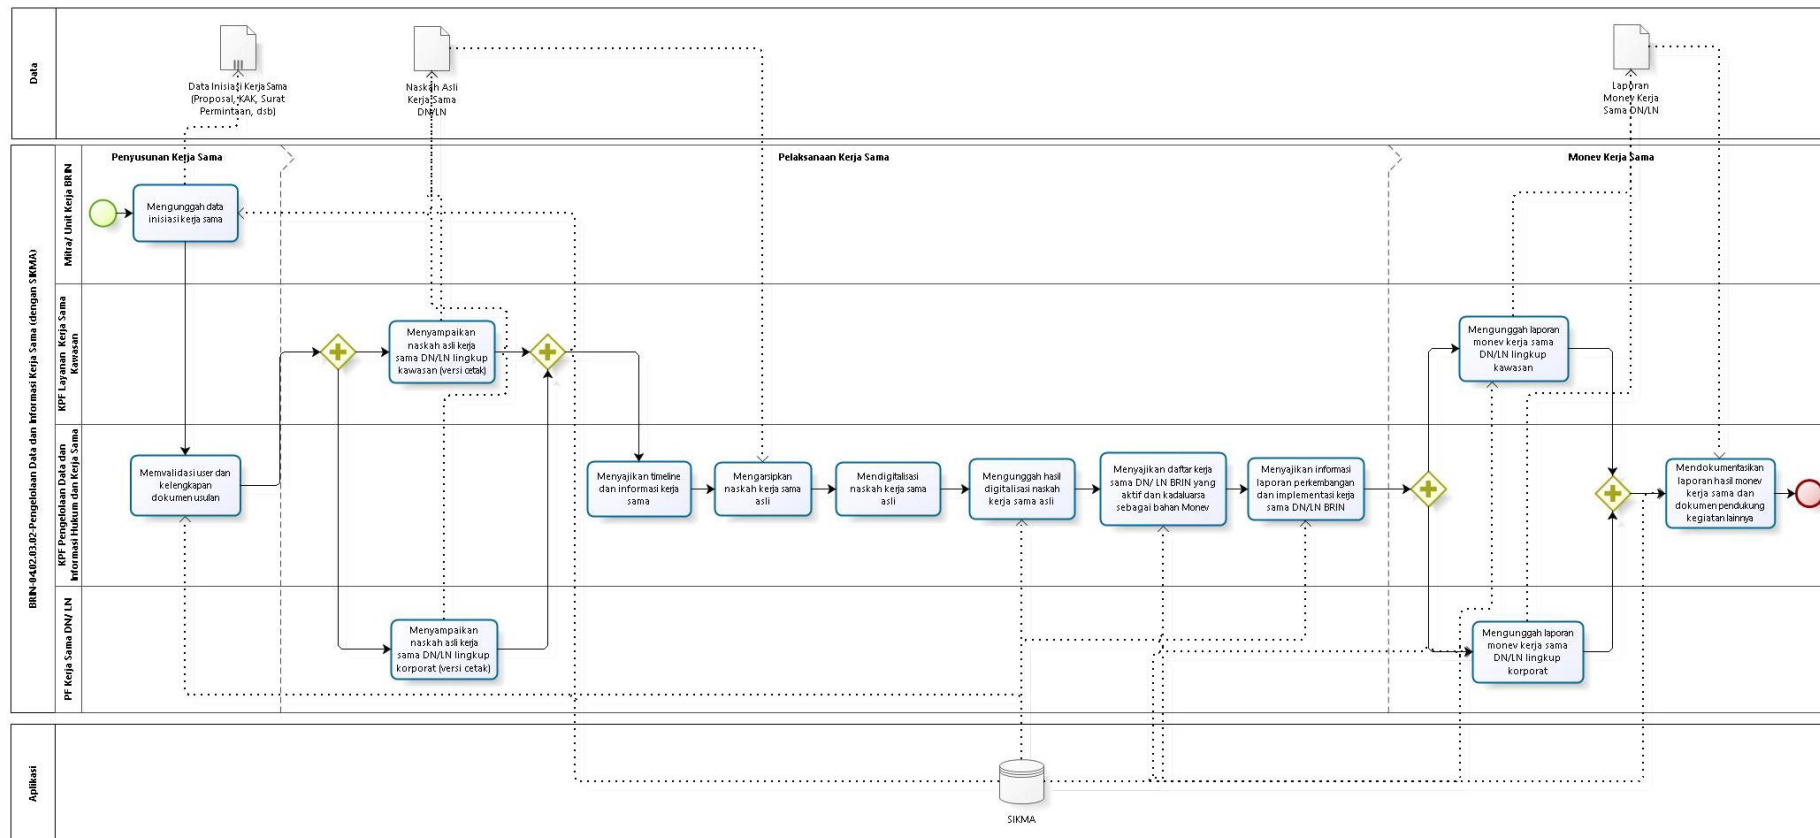 Data
Data Inisiasi Kerja Sama
(Proposal, KAK, Surat
Permintaan, dsb)
Naskah Asli
Kerja Sama
DN/LN
Laporan
Monev Kerja
Sama DN/LN
BRIN-04.02.03.02-Pengelolaan Data dan Informasi Kerja Sama (dengan SIKMA)
Penyusunan Kerja Sama
Pelaksanaan Kerja Sama
Monev Kerja Sama
Mitra/ Unit Kerja BRIN
Mengunggah data
inisiasi kerja sama
KPF Layanan Kerja Sama
Kawasan
Menyampaikan
naskah asli kerja
sama DN/LN lingkup
kawasan (versi cetak)
Mengunggah laporan
monev kerja sama
DN/LN lingkup
kawasan
KPF Pengelolaan Data dan
Informasi Hukum dan Kerja Sama
Memvalidasi user dan
kelengkapan
dokumen usulan
Menyajikan timeline
dan informasi kerja
sama
Mengarsipkan
naskah kerja sama
asli
Mendigitalisasi
naskah kerja sama
asli
Mengunggah hasil
digitalisasi naskah
kerja sama asli
Menyajikan daftar kerja
sama DN/ LN BRIN yang
aktif dan kadaluarsa
sebagai bahan Monev
Menyajikan informasi
laporan perkembangan
dan implementasi kerja
sama DN/LN BRIN
Mendokumentasikan
laporan hasil monev
kerja sama dan
dokumen pendukung
kegiatan lainnya
PF Kerja Sama DN/ LN
Menyampaikan
naskah asli kerja
sama DN/LN lingkup
korporat (versi cetak)
Mengunggah laporan
monev kerja sama
DN/LN lingkup
korporat
Aplikasi
SIKMA